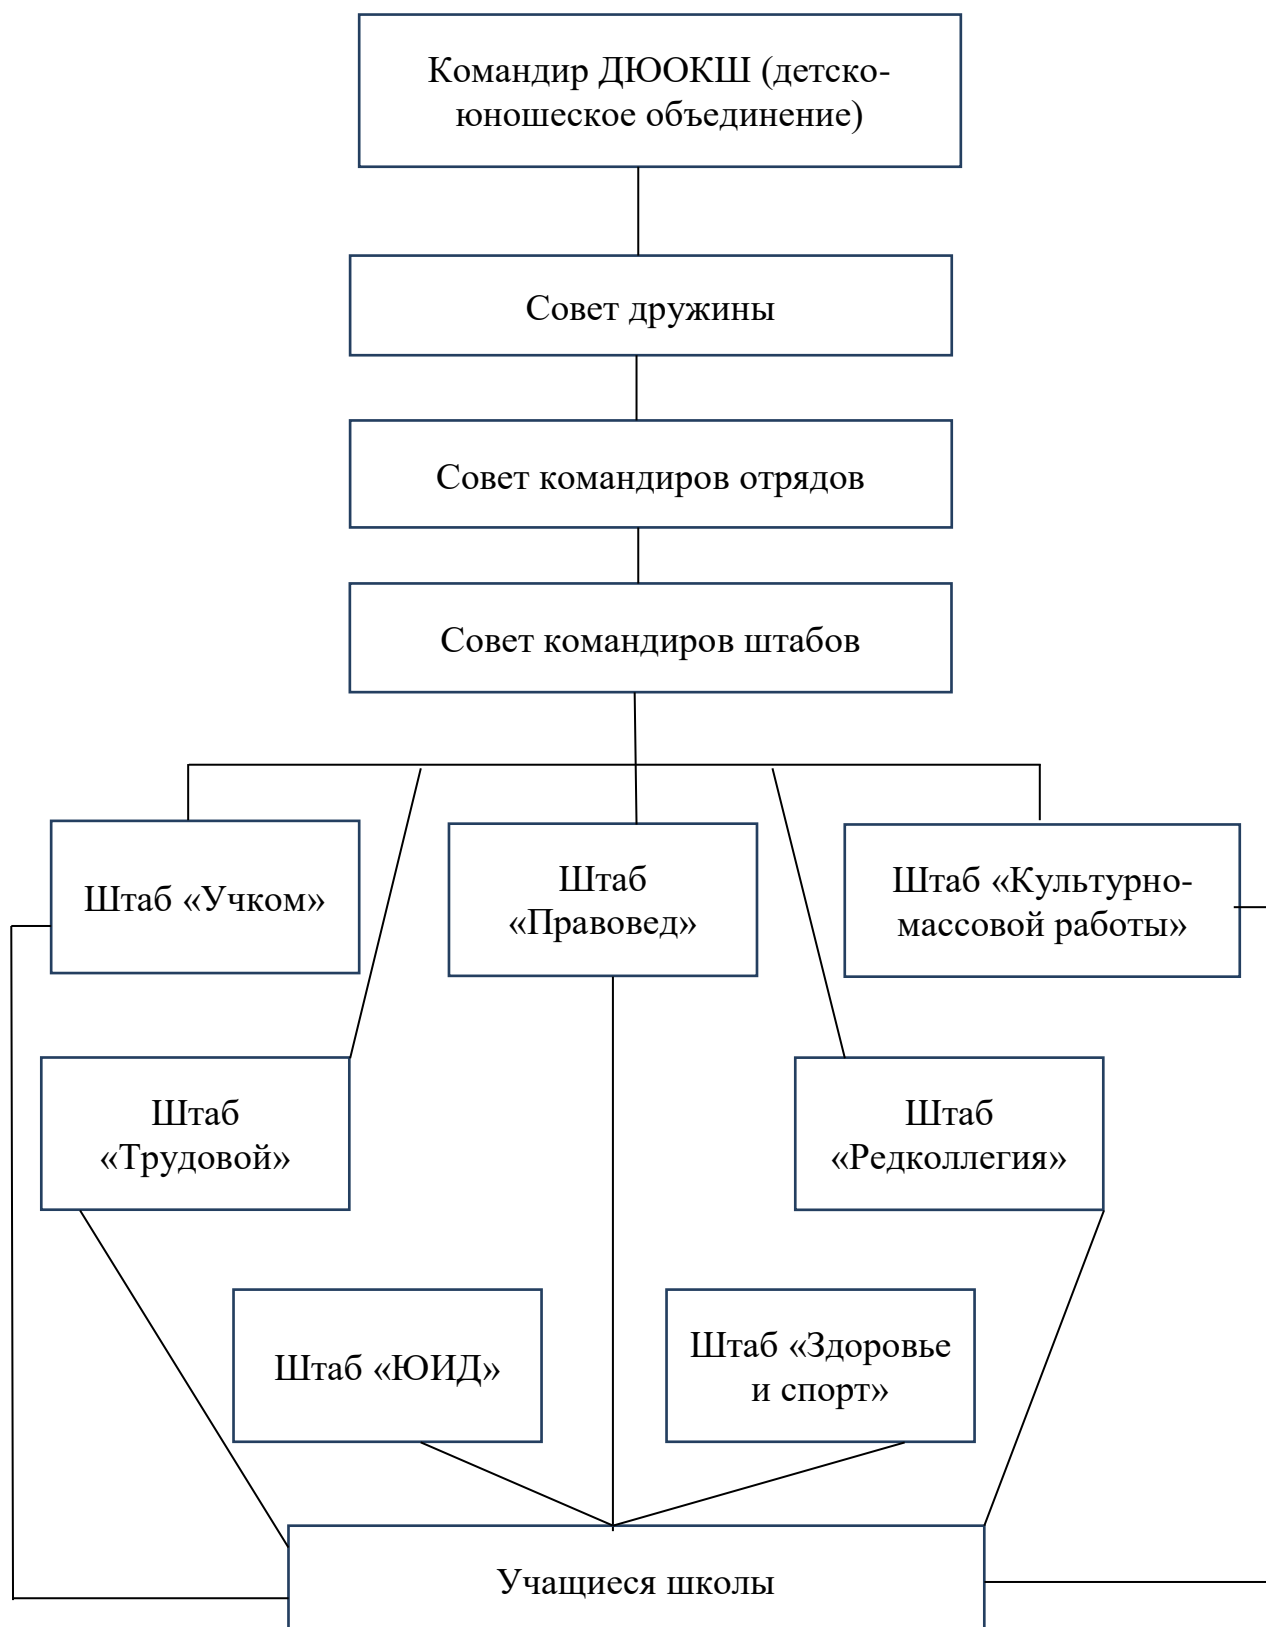 Командир ДЮООКШ (детско-
юношеское объединение)
Совет дружины
Совет командиров отрядов
Совет командиров штабов
Штаб «Учком»
Штаб
«Правовед»
Штаб «Культурно-
массовой работы»
Штаб
«Трудовой»
Штаб
«Редколлегия»
Штаб «ЮИД»
Штаб «Здоровье
и спорт»
Учащиеся школы